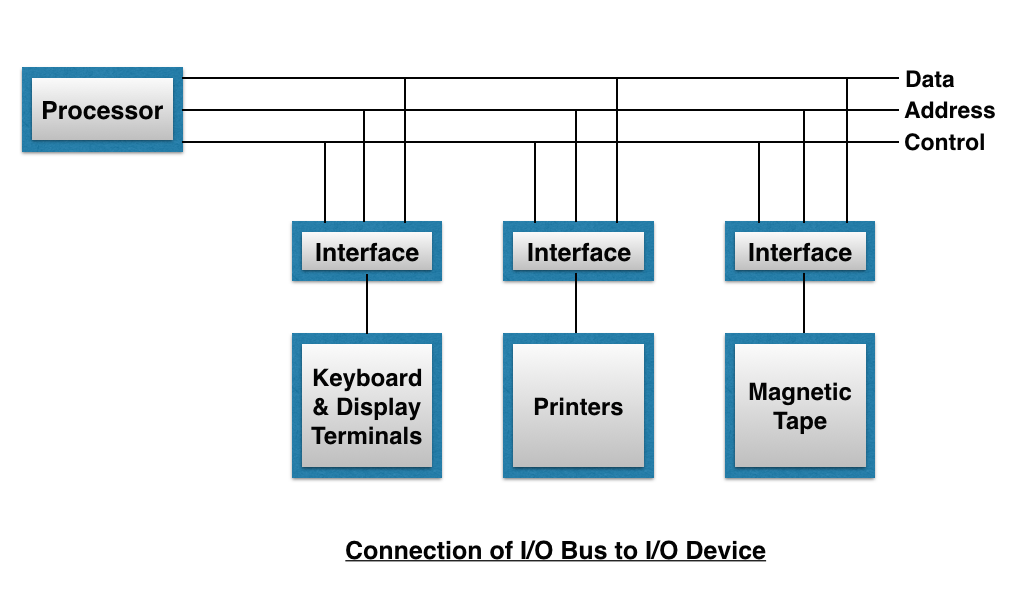 Data
Processor
Address
Control
Interface
Interface
Interface
Keyboard
& Display
Terminals
Printers
Magnetic
Tape
Connection of I/O Bus to I/O Device